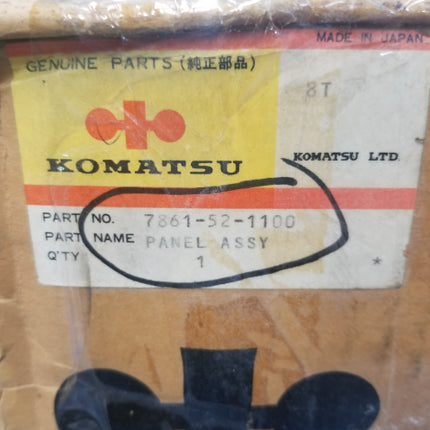 MADE IN JAPAN
GENUINE PARTS (純正部品)
8T
KOMATSU
KOMATSU LTD.
PART NO. 7861-52-1100
PART NAME PANEL ASSY
Q'TY 1 *